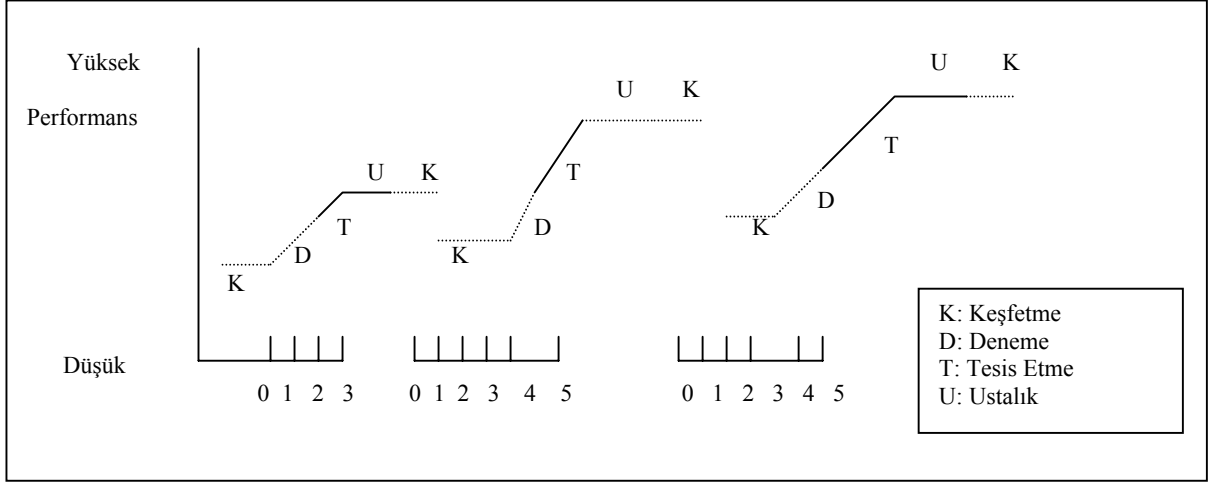 Yüksek
U K
U K
Performans
T
U K
T
D
T
D
K
D
K
K
K: Keşfetme
D: Deneme
T: Tesis Etme
U: Ustalık
Düşük
0 1 2 3 0 1 2 3 4 5 0 1 2 3 4 5